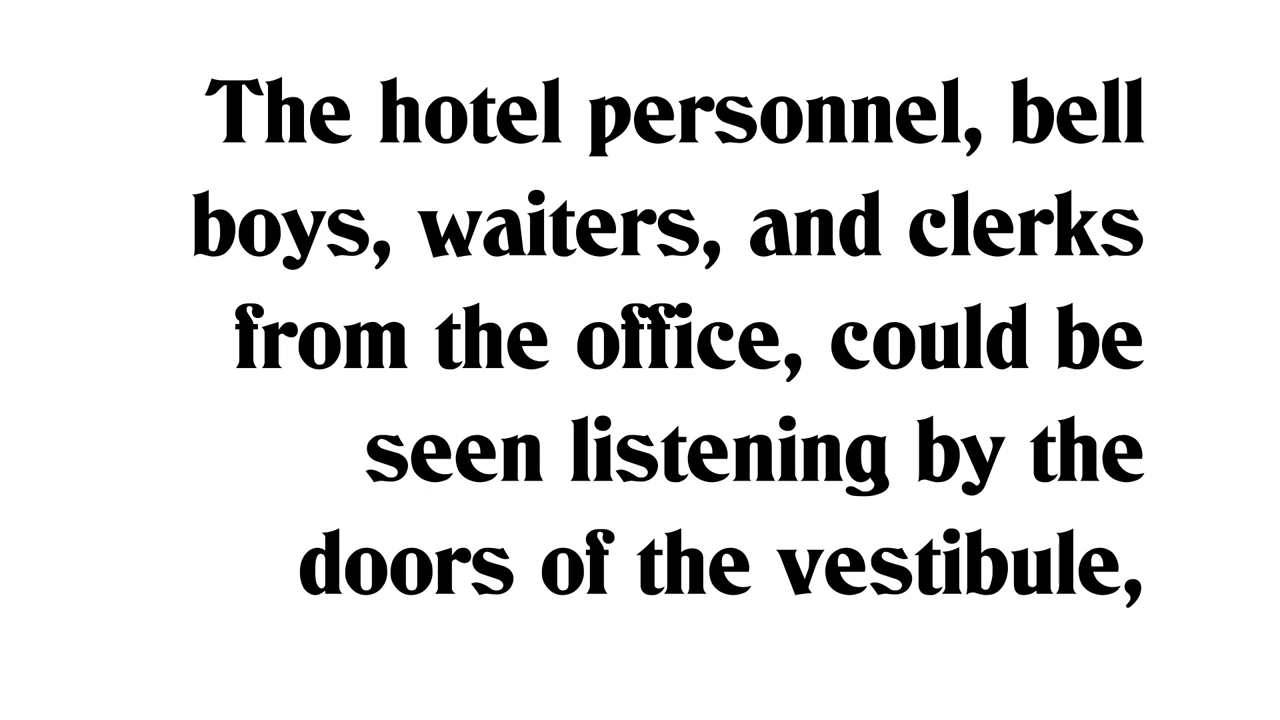 The hotel personnel, bell
boys, waiters, and clerks
from the office, could be
seen listening by the
doors of the vestibule,